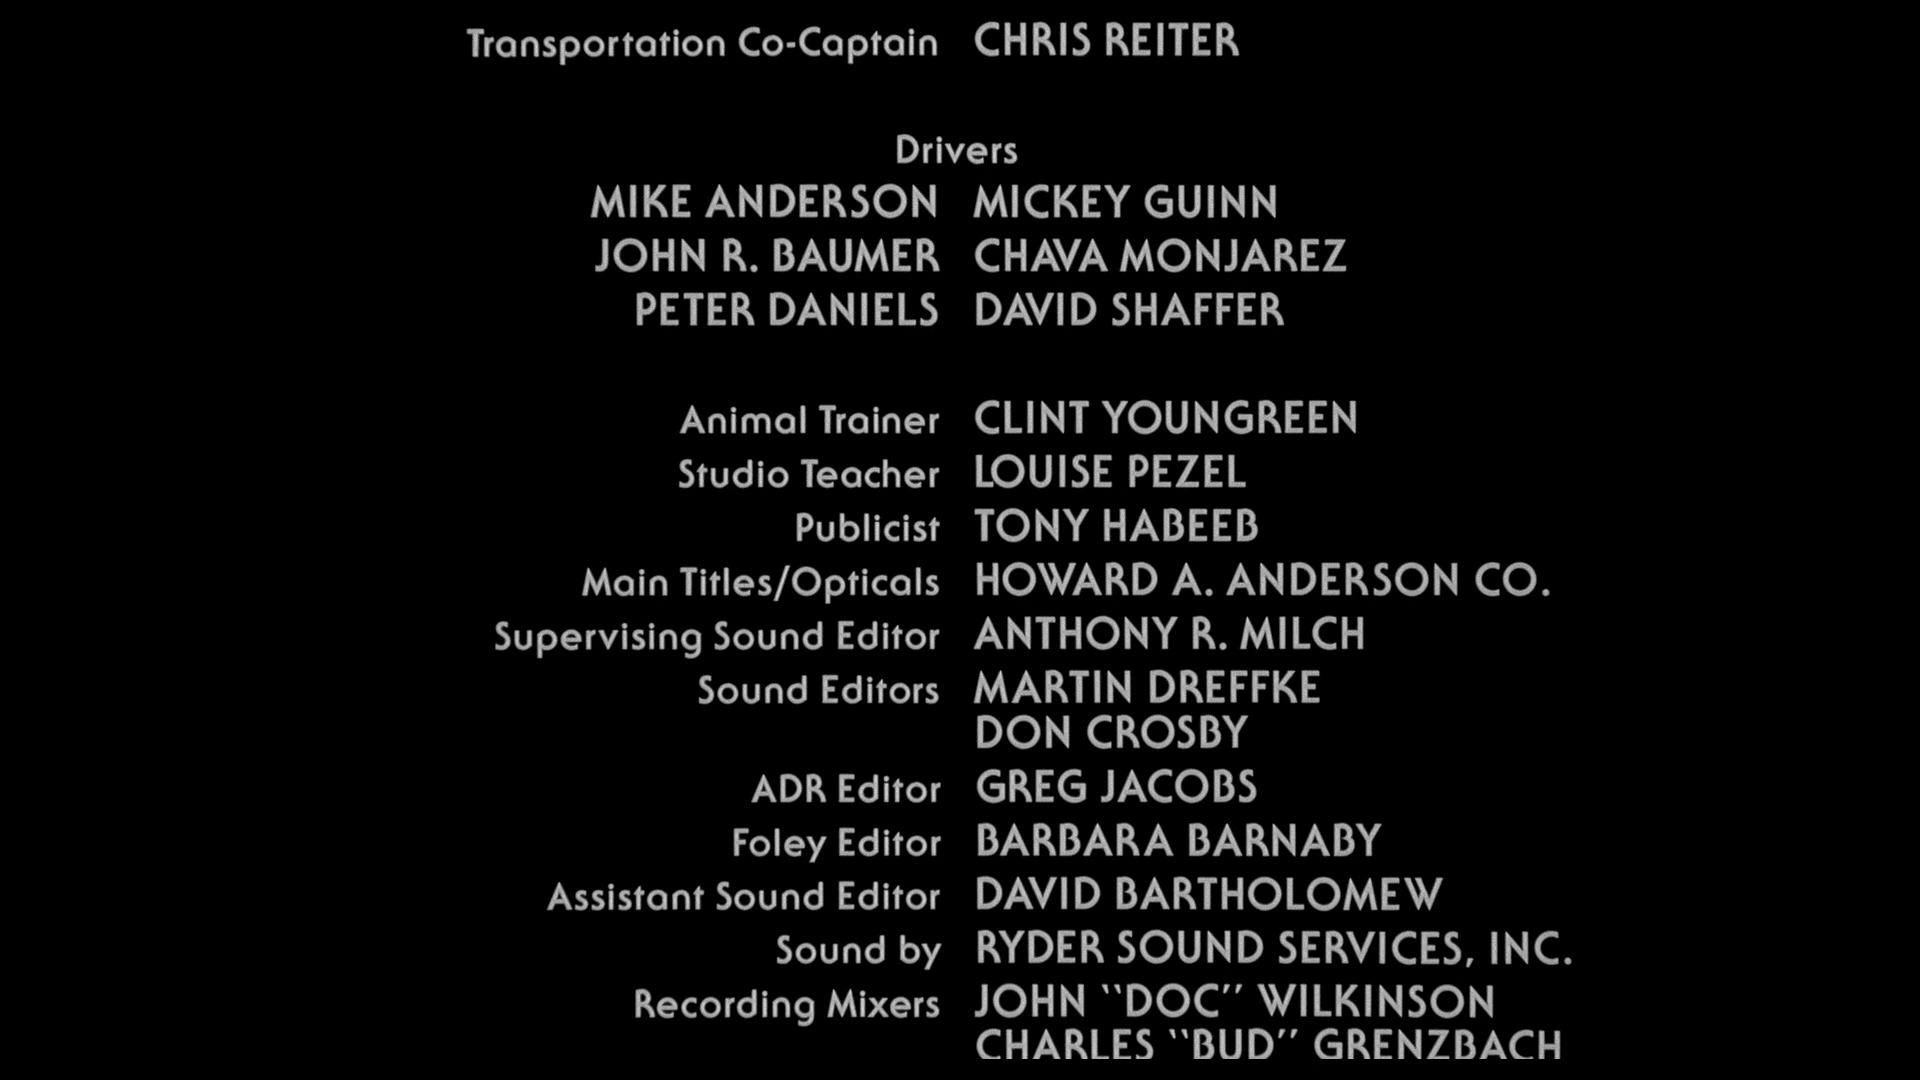 Transportation Co-Captain CHRIS REITER
Drivers
MIKE ANDERSON MICKEY GUINN
JOHN R. BAUMER CHAVA MONJAREZ
PETER DANIELS DAVID SHAFFER
Animal Trainer CLINT YOUNGREEN
Studio Teacher LOUISE PEZEL
Publicist TONY HABEEB
Main Titles/Opticals HOWARD A. ANDERSON CO.
Supervising Sound Editor ANTHONY R. MILCH
Sound Editors MARTIN DREFFKE
DON CROSBY
ADR Editor GREG JACOBS
Foley Editor BARBARA BARNABY
Assistant Sound Editor DAVID BARTHOLOMEW
Sound by RYDER SOUND SERVICES, INC.
Recording Mixers JOHN "DOC" WILKINSON
CHARLES "BUD" GRENZBACH